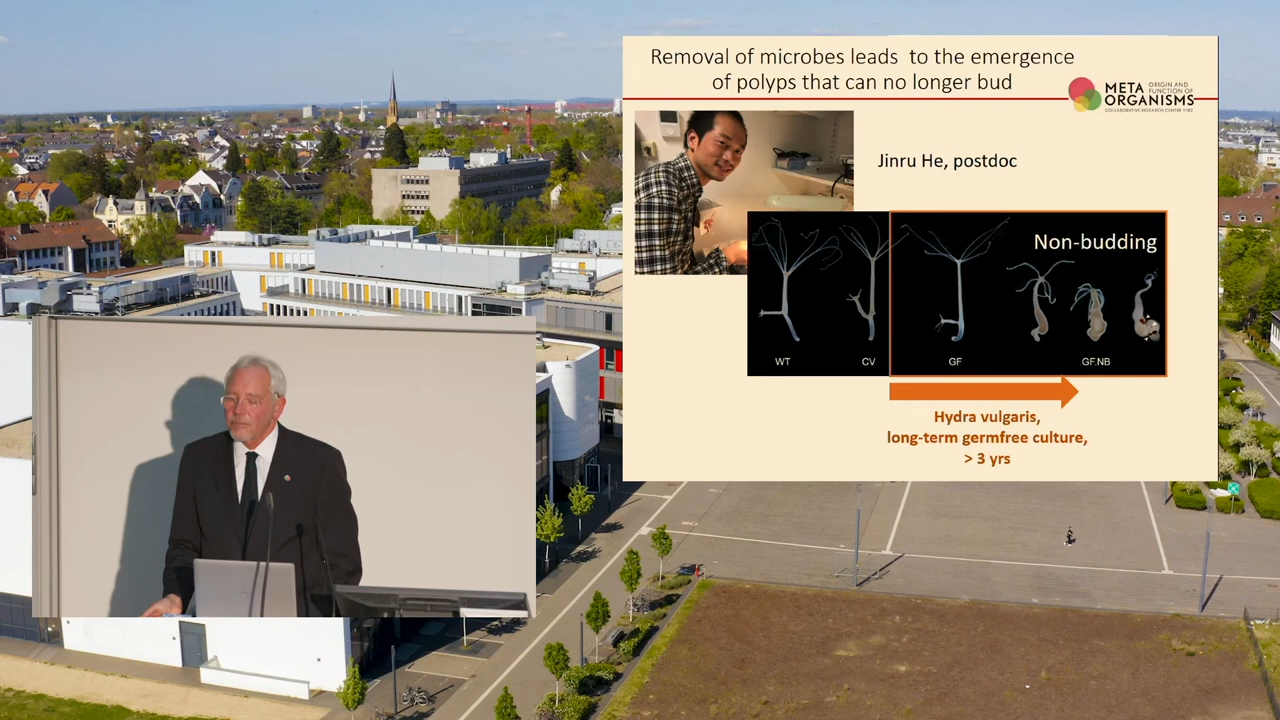 Removal of microbes leads to the emergence
of polyps that can no longer bud
META ORIGIN AND
FUNCTION OF
ORGANISMS
COLLABORATIVE RESEARCH CENTRE 1182
Jinru He, postdoc
Non-budding
WT CV GF GF.NB
Hydra vulgaris,
long-term germfree culture,
> 3 yrs